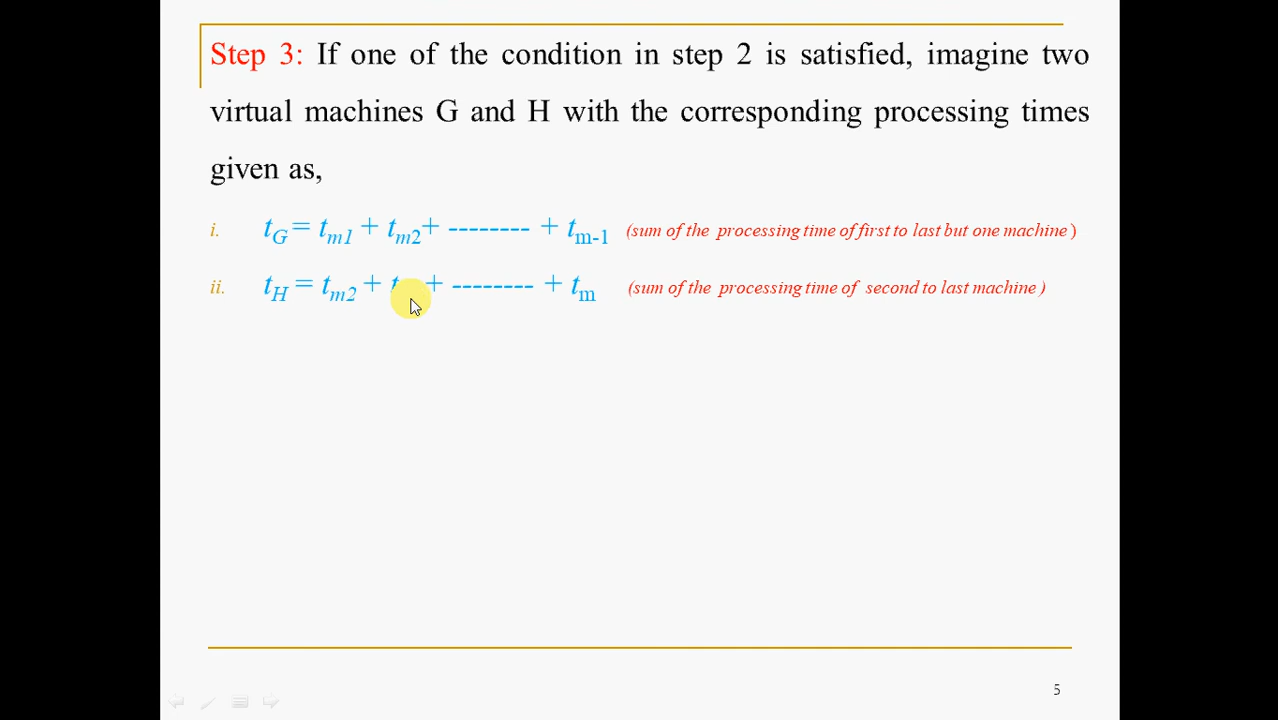 Step 3: If one of the condition in step 2 is satisfied, imagine two
virtual machines G and H with the corresponding processing times
given as,
i. tG = tm1 + tm2+ -------- + tm-1 (sum of the processing time of first to last but one machine)
ii. tH = tm2 + t + -------- + tm (sum of the processing time of second to last machine )
5